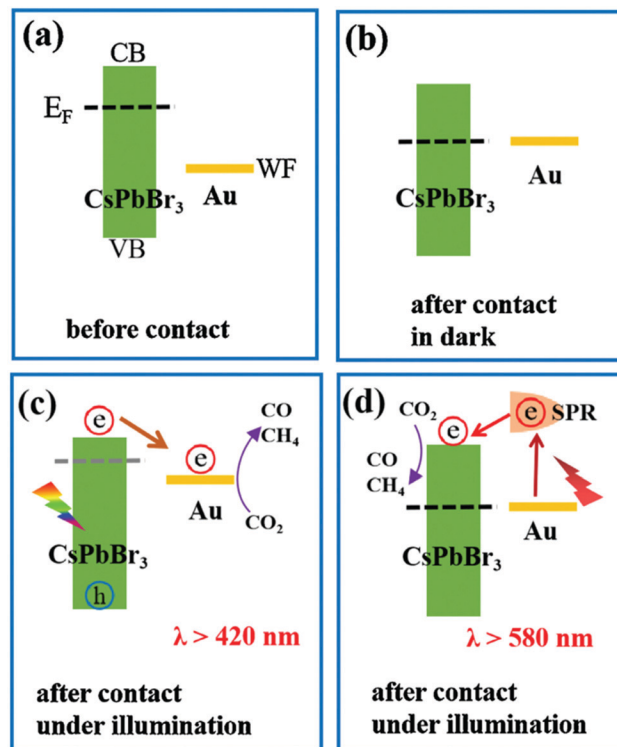 (a)
CB
E_F
WF
CsPbBr₃
Au
VB
before contact
(b)
CsPbBr₃
Au
after contact
in dark
(c)
e
e
CO
CH₄
Au
CO₂
CsPbBr₃
h
λ > 420 nm
after contact
under illumination
(d)
CO₂
e
e SPR
CO
CH₄
Au
CsPbBr₃
λ > 580 nm
after contact
under illumination